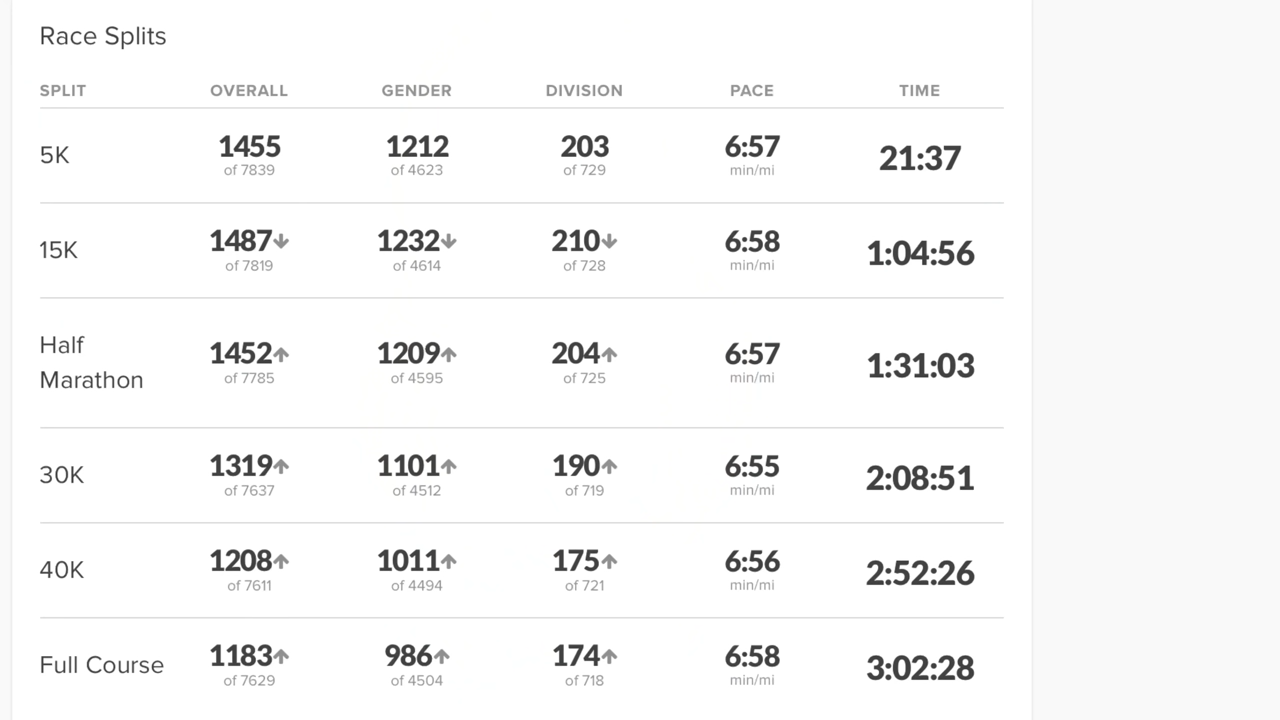 Race Splits
SPLIT OVERALL GENDER DIVISION PACE TIME
5K 1455 1212 203 6:57 21:37
of 7839 of 4623 of 729 min/mi
15K 1487 1232 210 6:58 1:04:56
of 7819 of 4614 of 728 min/mi
Half
Marathon 1452 1209 204 6:57 1:31:03
of 7785 of 4595 of 725 min/mi
30K 1319 1101 190 6:55 2:08:51
of 7637 of 4512 of 719 min/mi
40K 1208 1011 175 6:56 2:52:26
of 7611 of 4494 of 721 min/mi
Full Course 1183 986 174 6:58 3:02:28
of 7629 of 4504 of 718 min/mi